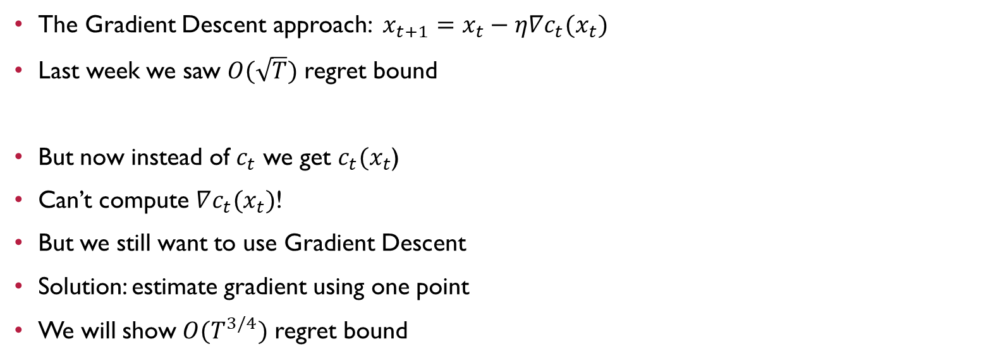 • The Gradient Descent approach: $x_{t+1} = x_t - \eta \nabla c_t(x_t)$
• Last week we saw $O(\sqrt{T})$ regret bound
• But now instead of $c_t$ we get $c_t(x_t)$
• Can’t compute $\nabla c_t(x_t)$!
• But we still want to use Gradient Descent
• Solution: estimate gradient using one point
• We will show $O(T^{3/4})$ regret bound